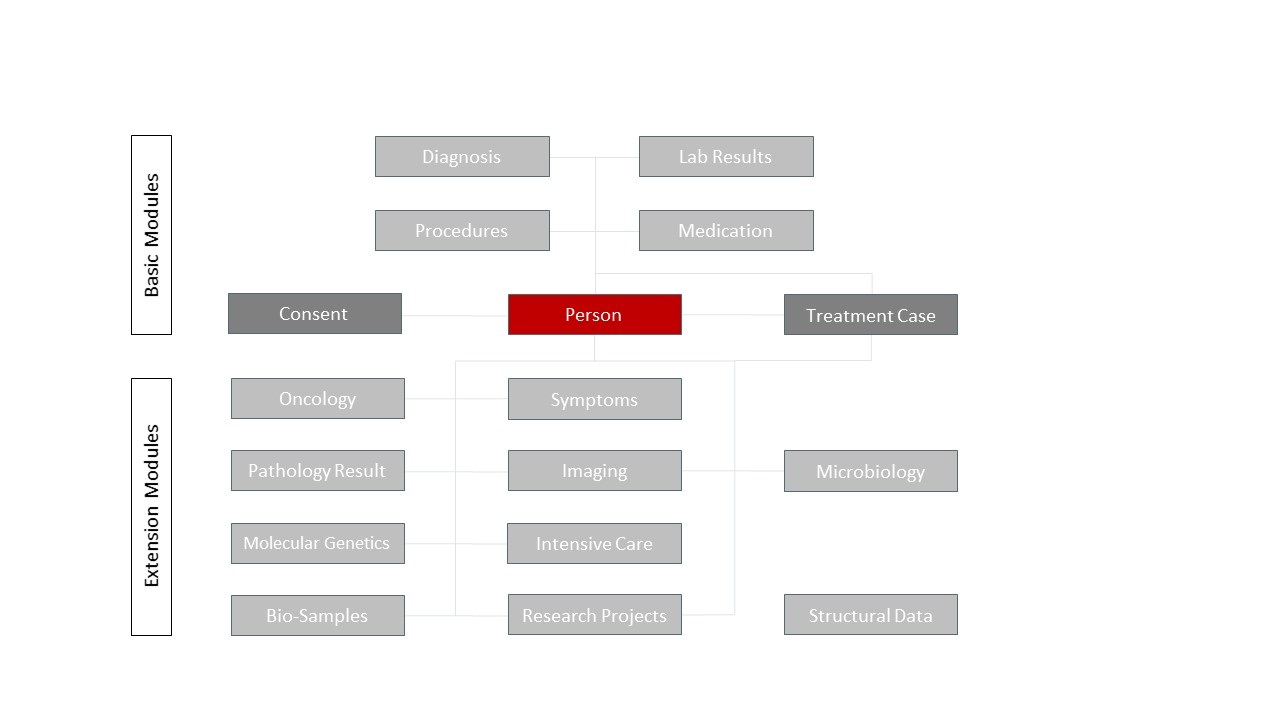 Basic Modules
Diagnosis
Lab Results
Procedures
Medication
Consent
Person
Treatment Case
Extension Modules
Oncology
Symptoms
Pathology Result
Imaging
Microbiology
Molecular Genetics
Intensive Care
Bio-Samples
Research Projects
Structural Data